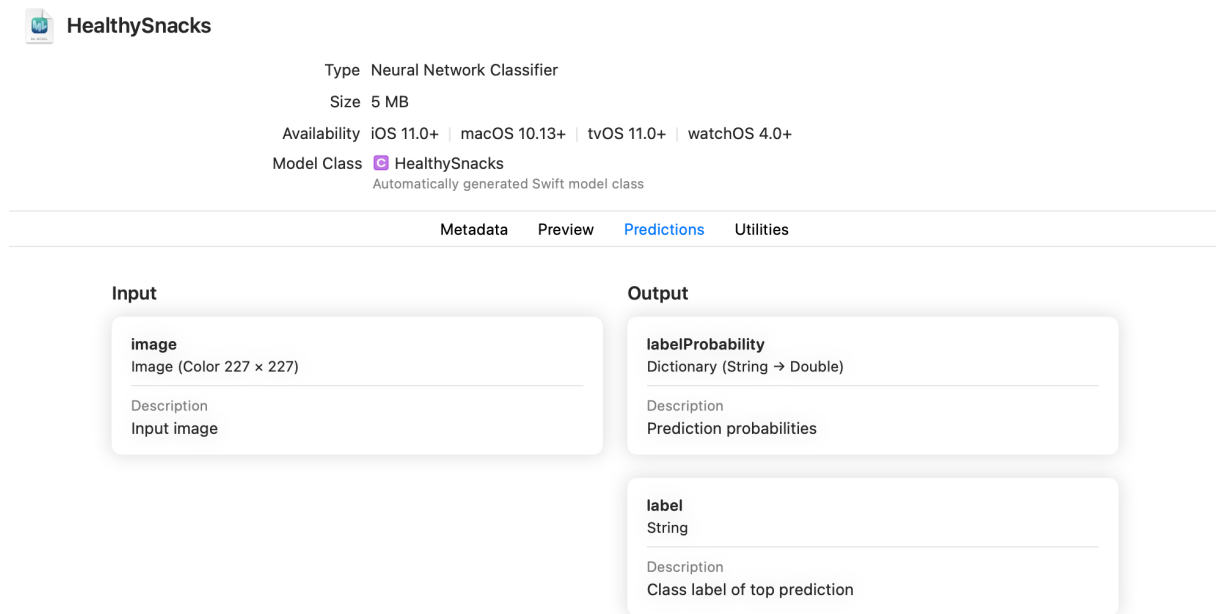 HealthySnacks
Type Neural Network Classifier
Size 5 MB
Availability iOS 11.0+ macOS 10.13+ tvOS 11.0+ watchOS 4.0+
Model Class C HealthySnacks
Automatically generated Swift model class
Metadata Preview Predictions Utilities
Input
image
Image (Color 227 × 227)
Description
Input image
Output
labelProbability
Dictionary (String → Double)
Description
Prediction probabilities
label
String
Description
Class label of top prediction